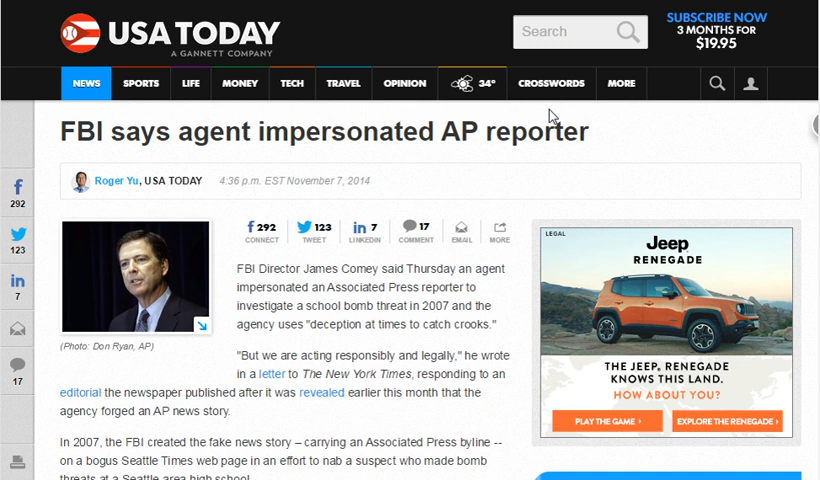 USA TODAY
A GANNETT COMPANY
Search
SUBSCRIBE NOW
3 MONTHS FOR
$19.95
NEWS SPORTS LIFE MONEY TECH TRAVEL OPINION 34° CROSSWORDS MORE
FBI says agent impersonated AP reporter
Roger Yu, USA TODAY 4:36 p.m. EST November 7, 2014
292
123
7
17
292 CONNECT
123 TWEET
7 LINKEDIN
17 COMMENT
EMAIL
MORE
(Photo: Don Ryan, AP)
FBI Director James Comey said Thursday an agent
impersonated an Associated Press reporter to
investigate a school bomb threat in 2007 and the
agency uses "deception at times to catch crooks."
"But we are acting responsibly and legally," he wrote
in a letter to The New York Times, responding to an
editorial the newspaper published after it was revealed earlier this month that the
agency forged an AP news story.
In 2007, the FBI created the fake news story – carrying an Associated Press byline --
on a bogus Seattle Times web page in an effort to nab a suspect who made bomb
threats at a Seattle area high school
LEGAL
Jeep
RENEGADE
THE JEEP® RENEGADE
KNOWS THIS LAND.
HOW ABOUT YOU?
PLAY THE GAME ›
EXPLORE THE RENEGADE ›